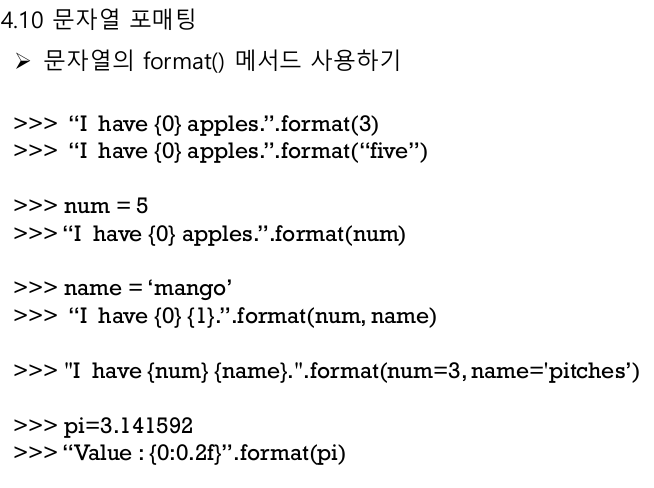 4.10 문자열 포매팅
➢ 문자열의 format() 메서드 사용하기
>>> “I have {0} apples.”.format(3)
>>> “I have {0} apples.”.format(“five”)
>>> num = 5
>>> “I have {0} apples.”.format(num)
>>> name = ‘mango’
>>> “I have {0} {1}.”.format(num, name)
>>> "I have {num} {name}.".format(num=3, name='pitches’)
>>> pi=3.141592
>>> “Value : {0:0.2f}”.format(pi)